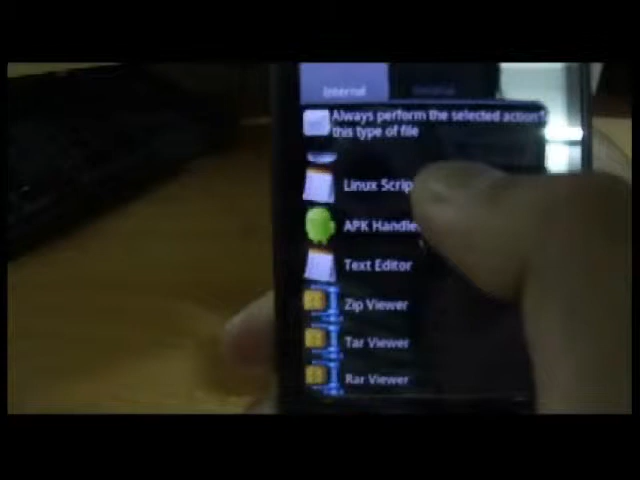 Internal
Always perform the selected action
this type of file
Linux Scrip
APK Handle
Text Editor
Zip Viewer
Tar Viewer
Rar Viewer